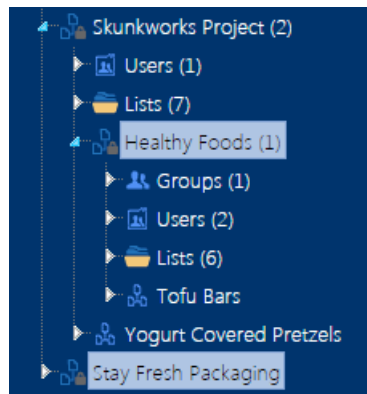 Skunkworks Project (2)
Users (1)
Lists (7)
Healthy Foods (1)
Groups (1)
Users (2)
Lists (6)
Tofu Bars
Yogurt Covered Pretzels
Stay Fresh Packaging